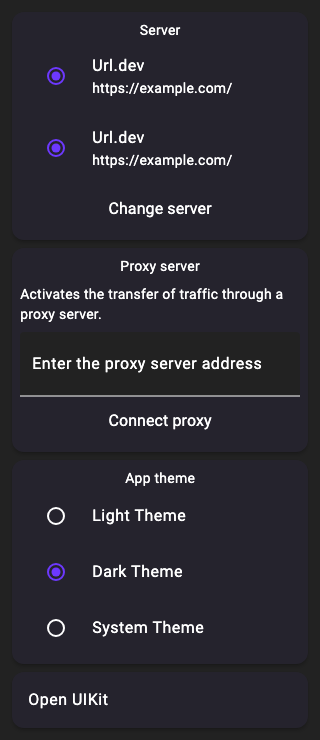 Server
Url.dev
https://example.com/
Url.dev
https://example.com/
Change server
Proxy server
Activates the transfer of traffic through a
proxy server.
Enter the proxy server address
Connect proxy
App theme
Light Theme
Dark Theme
System Theme
Open UIKit